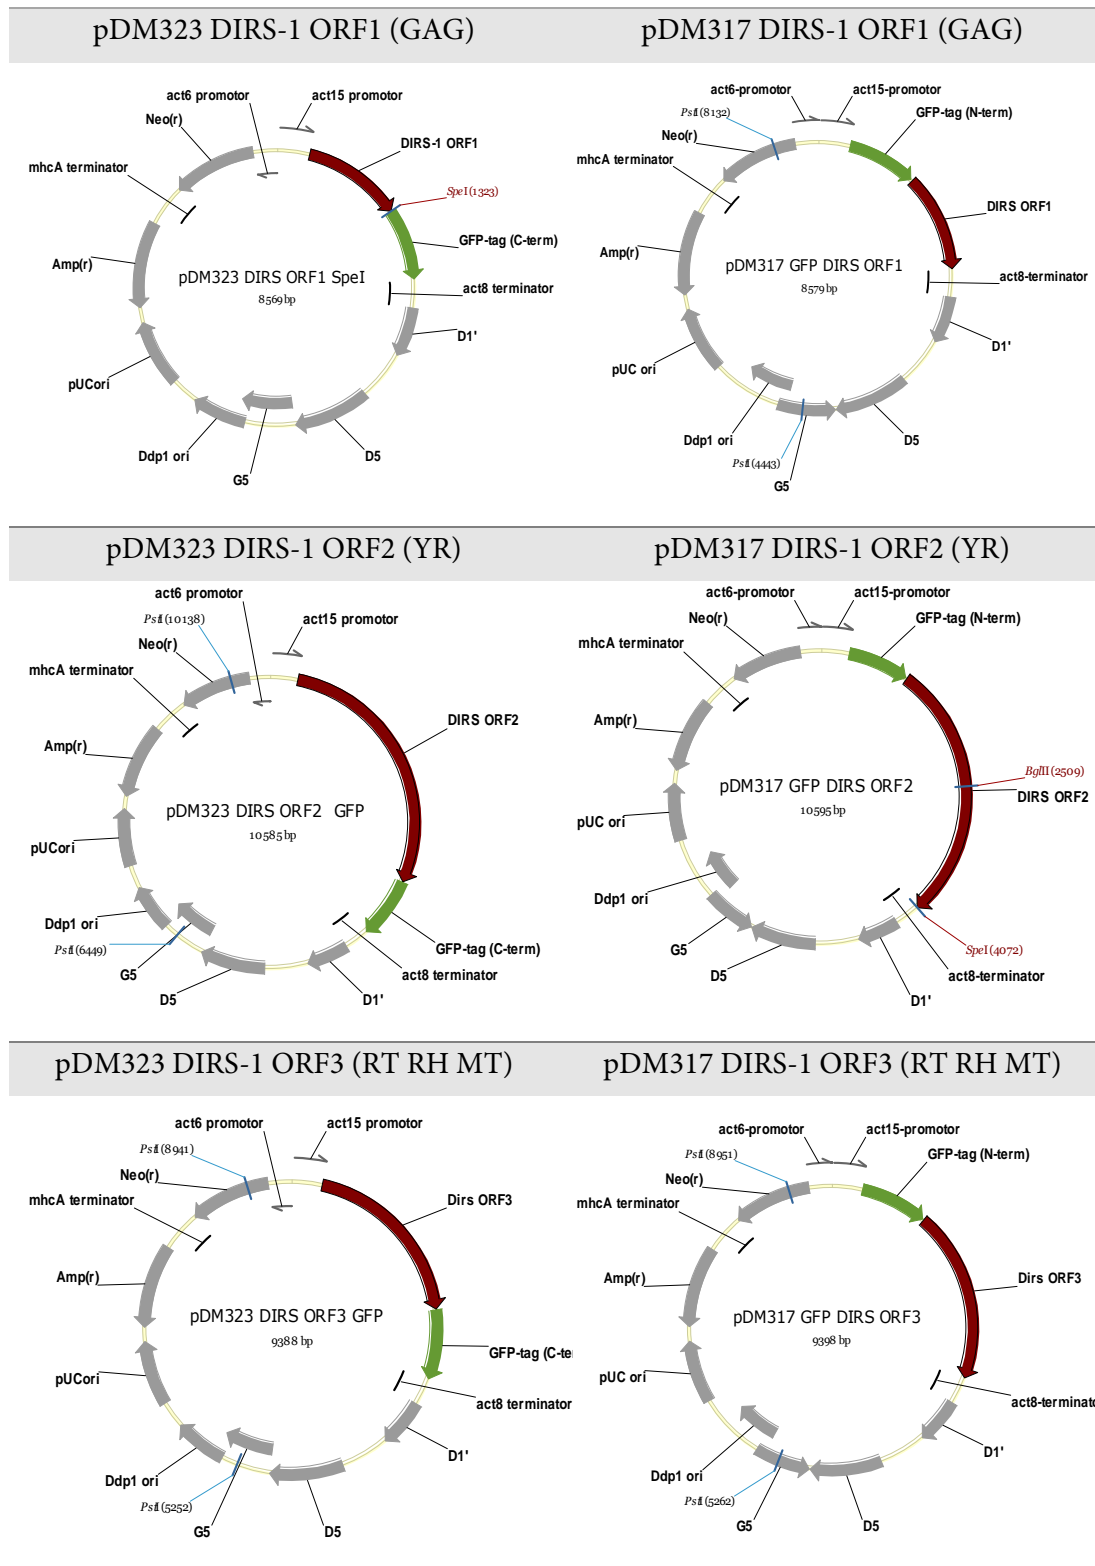 pDM323 DIRS-1 ORF1 (GAG)
act6 promotor
act15 promotor
Neo(r)
DIRS-1 ORF1
mhcA terminator
SpeI (1323)
GFP-tag (C-term)
Amp(r)
pDM323 DIRS ORF1 SpeI
8569 bp
act8 terminator
D1'
pUCori
Ddp1 ori
D5
G5
pDM317 DIRS-1 ORF1 (GAG)
act6-promotor
act15-promotor
PstI (8132)
GFP-tag (N-term)
Neo(r)
mhcA terminator
DIRS ORF1
Amp(r)
pDM317 GFP DIRS ORF1
8579 bp
act8-terminator
D1'
pUC ori
Ddp1 ori
D5
PstI (4443)
G5
pDM323 DIRS-1 ORF2 (YR)
act6 promotor
PstI (10138)
act15 promotor
Neo(r)
mhcA terminator
DIRS ORF2
Amp(r)
pDM323 DIRS ORF2 GFP
10585 bp
pUCori
Ddp1 ori
PstI (6449)
GFP-tag (C-term)
G5
act8 terminator
D5
D1'
pDM317 DIRS-1 ORF2 (YR)
act6-promotor
act15-promotor
Neo(r)
GFP-tag (N-term)
mhcA terminator
Amp(r)
BglII (2509)
pDM317 GFP DIRS ORF2
DIRS ORF2
10595 bp
pUC ori
Ddp1 ori
G5
SpeI (4072)
D5
act8-terminator
D1'
pDM323 DIRS-1 ORF3 (RT RH MT)
act6 promotor
act15 promotor
PstI (8941)
Neo(r)
mhcA terminator
Dirs ORF3
Amp(r)
pDM323 DIRS ORF3 GFP
9388 bp
GFP-tag (C-te
pUCori
act8 terminator
D1'
Ddp1 ori
PstI (5252)
G5
D5
pDM317 DIRS-1 ORF3 (RT RH MT)
act6-promotor
act15-promotor
PstI (8951)
GFP-tag (N-term)
Neo(r)
mhcA terminator
Amp(r)
Dirs ORF3
pDM317 GFP DIRS ORF3
9398 bp
pUC ori
act8-terminato
D1'
Ddp1 ori
PstI (5262)
G5
D5